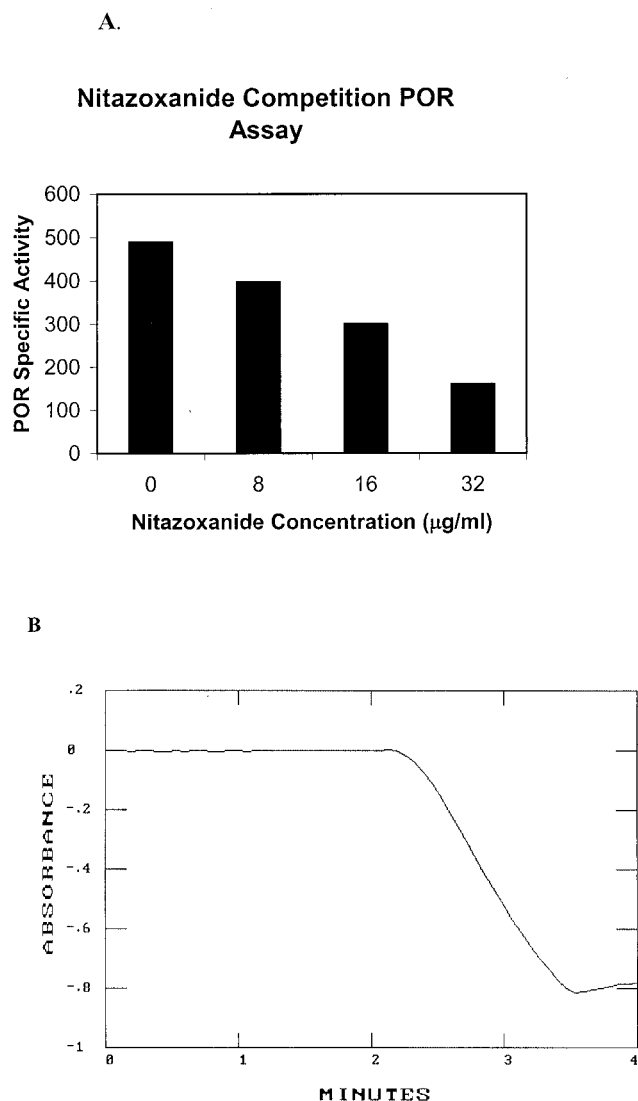 A.
Nitazoxanide Competition POR
Assay
600
500
400
300
200
100
0
POR Specific Activity
0 8 16 32
Nitazoxanide Concentration (µg/ml)
B
.2
0
-.2
-.4
-.6
-.8
-1
ABSORBANCE
0 1 2 3 4
MINUTES